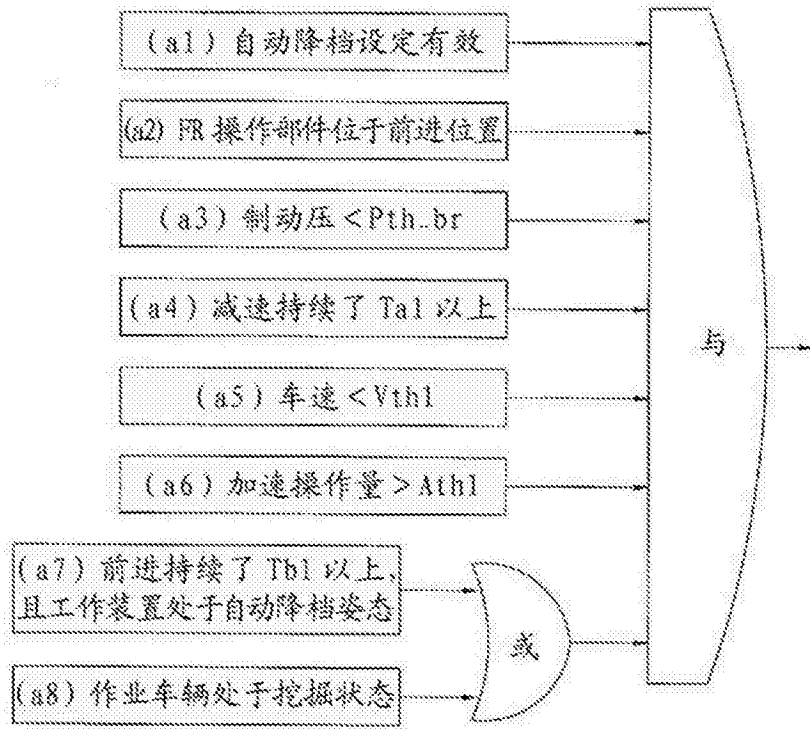 (a1)自动降档设定有效
(a2) FR 操作部件位于前进位置
(a3)制动压<Pth_br
(a4)减速持续了 Ta1 以上
(a5)车速<Vth1
与
(a6)加速操作量>Ath1
(a7)前进持续了 Tb1 以上、
且工作装置处于自动降档姿态
或
(a8)作业车辆处于挖掘状态